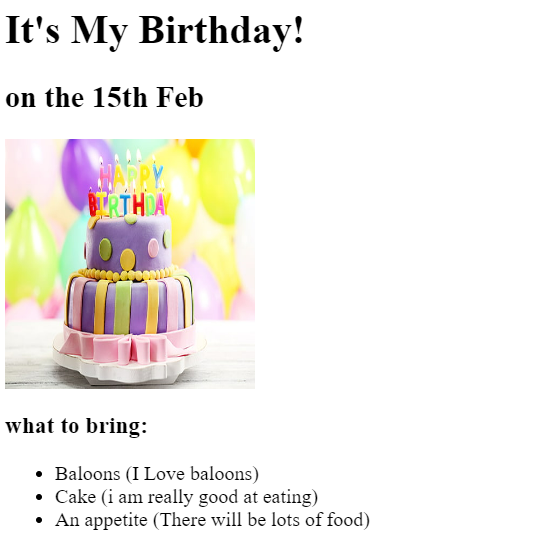 It's My Birthday!
on the 15th Feb
HAPPY
BIRTHDAY
what to bring:
Baloons (I Love baloons)
Cake (i am really good at eating)
An appetite (There will be lots of food)